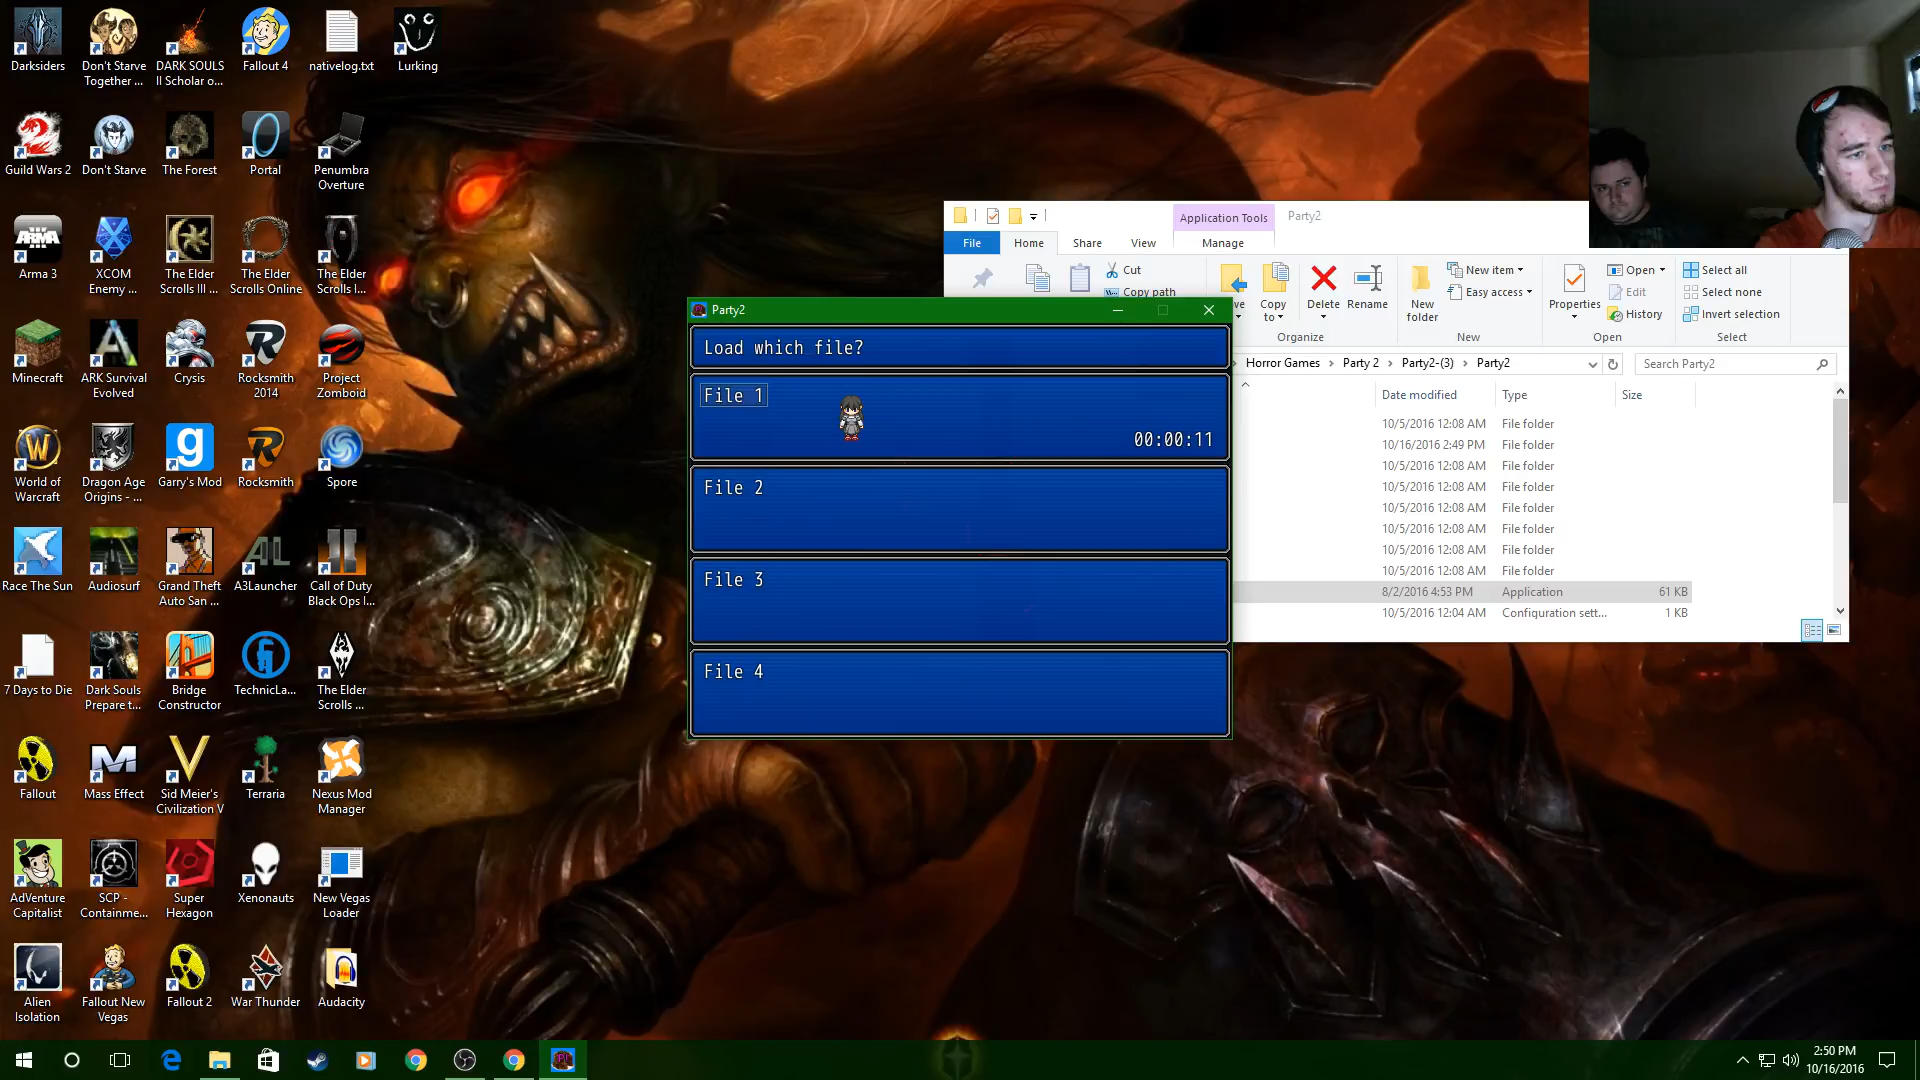 Darksiders
Don't Starve
Together ...
DARK SOULS
II Scholar o...
Fallout 4
nativelog.txt
Lurking
Guild Wars 2
Don't Starve
The Forest
Portal
Penumbra
Overture
Arma 3
XCOM
Enemy ...
The Elder
Scrolls III ...
The Elder
Scrolls Online
The Elder
Scrolls I...
Minecraft
ARK Survival
Evolved
Crysis
Rocksmith
2014
Project
Zomboid
World of
Warcraft
Dragon Age
Origins - ...
Garry's Mod
Rocksmith
Spore
Race The Sun
Audiosurf
Grand Theft
Auto San ...
A3Launcher
Call of Duty
Black Ops I...
7 Days to Die
Dark Souls
Prepare t...
Bridge
Constructor
TechnicLa...
The Elder
Scrolls ...
Fallout
Mass Effect
Sid Meier's
Civilization V
Terraria
Nexus Mod
Manager
AdVenture
Capitalist
SCP -
Containme...
Super
Hexagon
Xenonauts
New Vegas
Loader
Alien
Isolation
Fallout New
Vegas
Fallout 2
War Thunder
Audacity
Application Tools
Party2
File
Home
Share
View
Manage
Cut
Copy path
Copy
to
Delete
Rename
New
folder
New item
Easy access
Properties
Open
Edit
History
Select all
Select none
Invert selection
Organize
New
Open
Select
Horror Games
Party 2
Party2-(3)
Party2
Search Party2
Date modified
Type
Size
10/5/2016 12:08 AM File folder
10/16/2016 2:49 PM File folder
10/5/2016 12:08 AM File folder
10/5/2016 12:08 AM File folder
10/5/2016 12:08 AM File folder
10/5/2016 12:08 AM File folder
10/5/2016 12:08 AM File folder
10/5/2016 12:08 AM File folder
8/2/2016 4:53 PM Application 61 KB
10/5/2016 12:04 AM Configuration sett... 1 KB
Party2
Load which file?
File 1
00:00:11
File 2
File 3
File 4
2:50 PM
10/16/2016